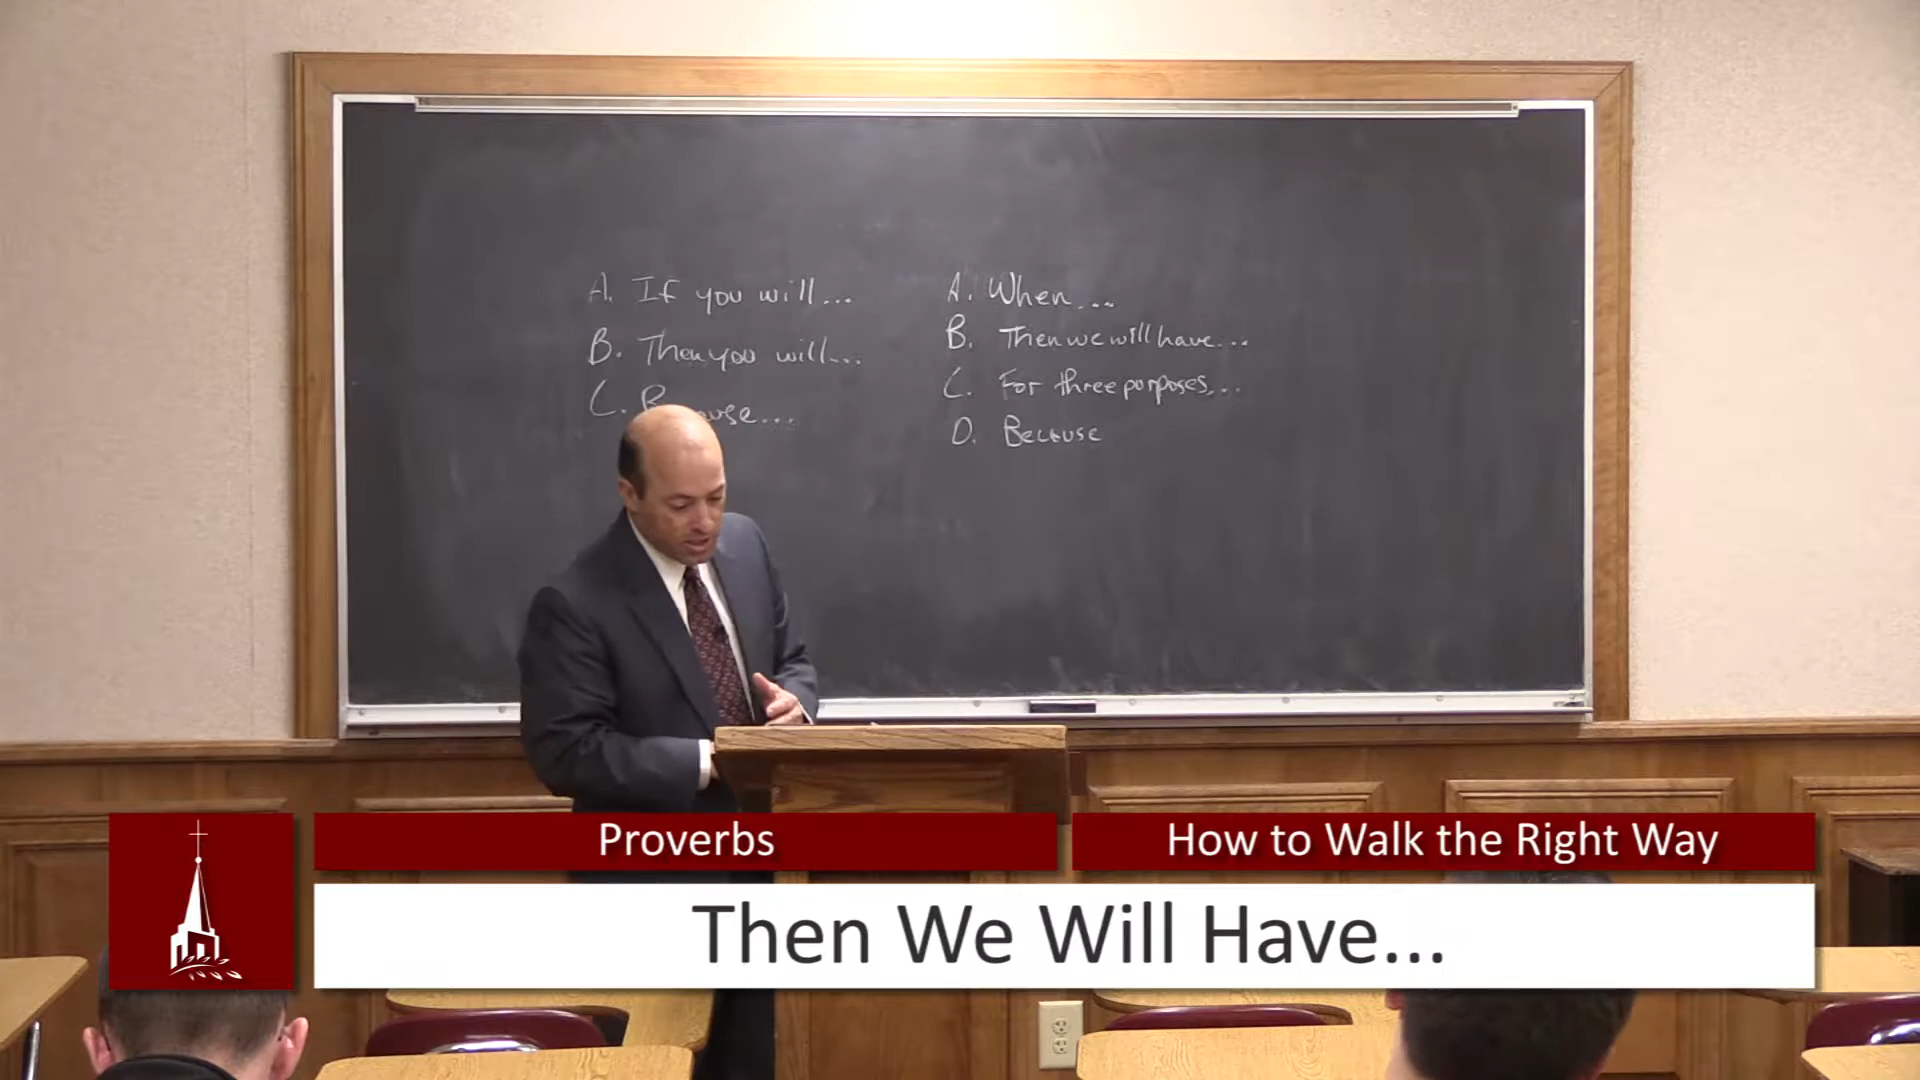 A. If you will...
B. Then you will...
C.
A. When...
B. Then we will have...
C. For three purposes...
D. Because
Proverbs
How to Walk the Right Way
Then We Will Have...